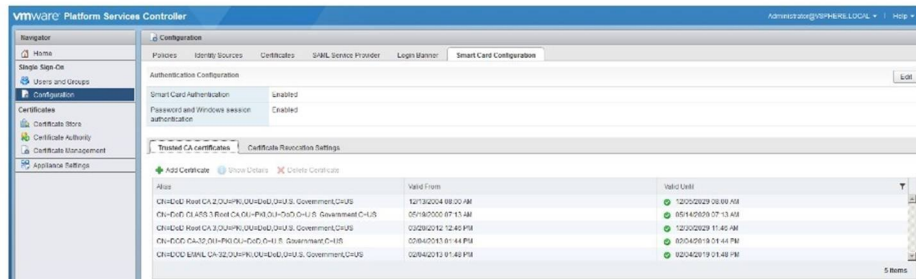 vmware Platform Services Controller
Administrator@VSPHERE.LOCAL Help
Navigator
Home
Single Sign-On
Users and Groups
Configuration
Certificates
Certificate Store
Certificate Authority
Certificate Management
Appliance Settings
Configuration
Policies Identity Sources Certificates SAML Service Provider Login Banner Smart Card Configuration
Authentication Configuration
Edit
Smart Card Authentication Enabled
Password and Windows session authentication Enabled
Trusted CA certificates Certificate Revocation Settings
Add Certificate Show Details Delete Certificate
Alias Valid From Valid Until
CN=DoD Root CA 2,OU=PKI,OU=DoD,O=U.S. Government,C=US 12/13/2004 08:00 AM 12/05/2029 08:00 AM
CN=DoD CLASS 3 Root CA,OU=PKI,OU=DoD,O=U.S. Government,C=US 05/19/2000 07:13 AM 05/14/2020 07:13 AM
CN=DoD Root CA 3,OU=PKI,OU=DoD,O=U.S. Government,C=US 03/20/2012 12:46 PM 12/30/2029 11:46 AM
CN=DOD CA-32,OU=PKI,OU=DoD,O=U.S. Government,C=US 02/04/2013 01:44 PM 02/04/2019 01:44 PM
CN=DOD EMAIL CA-32,OU=PKI,OU=DoD,O=U.S. Government,C=US 02/04/2013 01:48 PM 02/04/2019 01:48 PM
5 items